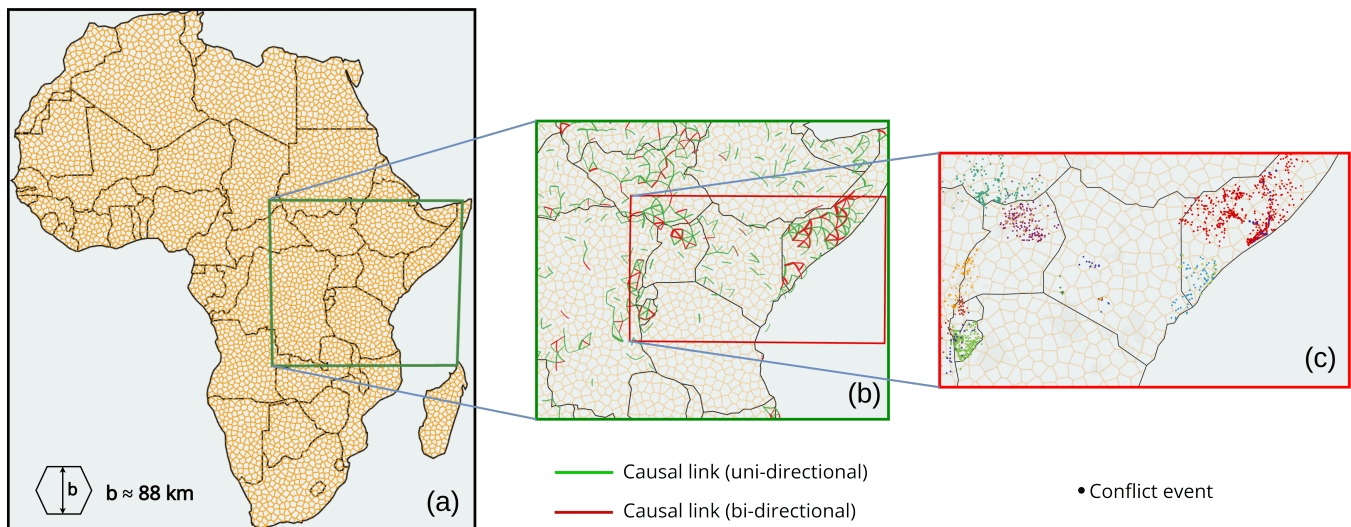 b
b ≈ 88 km
(a)
(b)
(c)
Causal link (uni-directional)
Causal link (bi-directional)
Conflict event